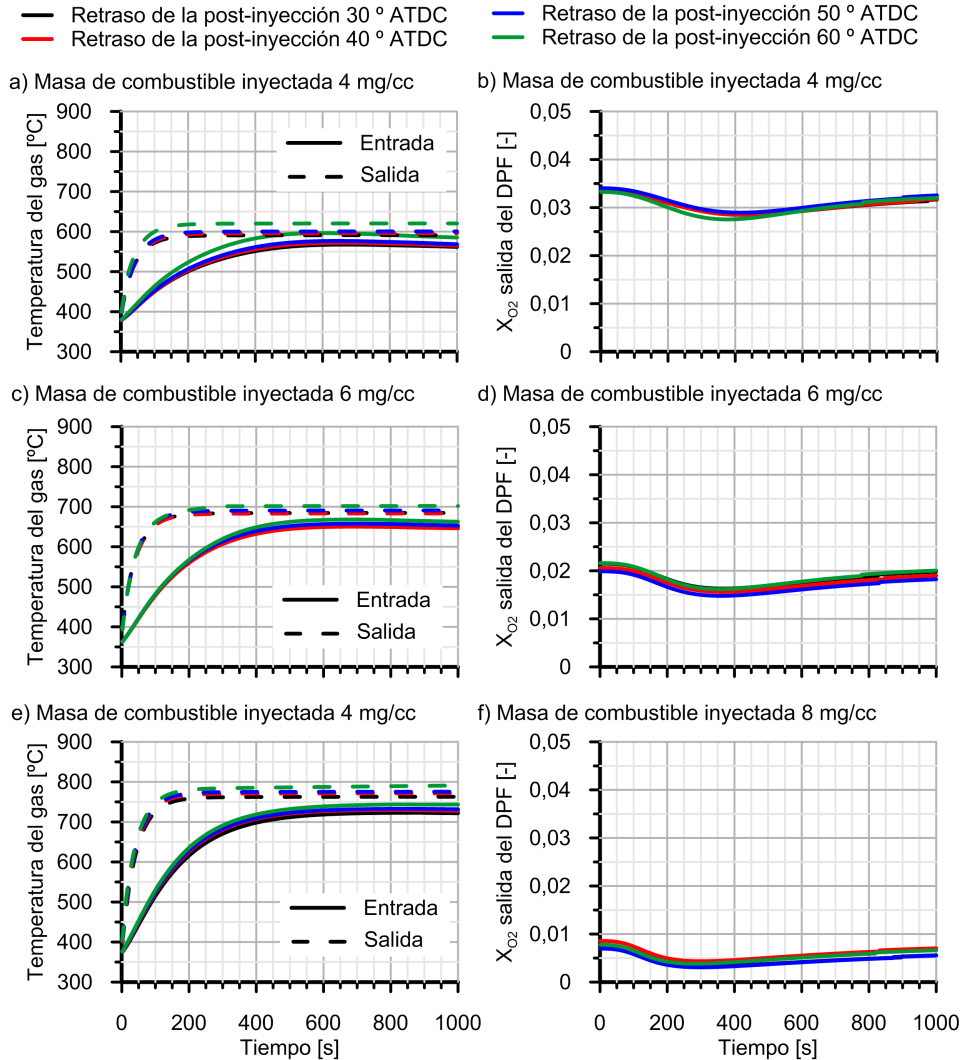 Retraso de la post-inyección 30 º ATDC
Retraso de la post-inyección 50 º ATDC
Retraso de la post-inyección 40 º ATDC
Retraso de la post-inyección 60 º ATDC
a) Masa de combustible inyectada 4 mg/cc
Temperatura del gas [ºC]
900
800
700
600
500
400
300
Entrada
Salida
b) Masa de combustible inyectada 4 mg/cc
X_O2 salida del DPF [-]
0,05
0,04
0,03
0,02
0,01
0
c) Masa de combustible inyectada 6 mg/cc
Temperatura del gas [ºC]
900
800
700
600
500
400
300
Entrada
Salida
d) Masa de combustible inyectada 6 mg/cc
X_O2 salida del DPF [-]
0,05
0,04
0,03
0,02
0,01
0
e) Masa de combustible inyectada 4 mg/cc
Temperatura del gas [ºC]
900
800
700
600
500
400
300
Entrada
Salida
0 200 400 600 800 1000
Tiempo [s]
f) Masa de combustible inyectada 8 mg/cc
X_O2 salida del DPF [-]
0,05
0,04
0,03
0,02
0,01
0
0 200 400 600 800 1000
Tiempo [s]